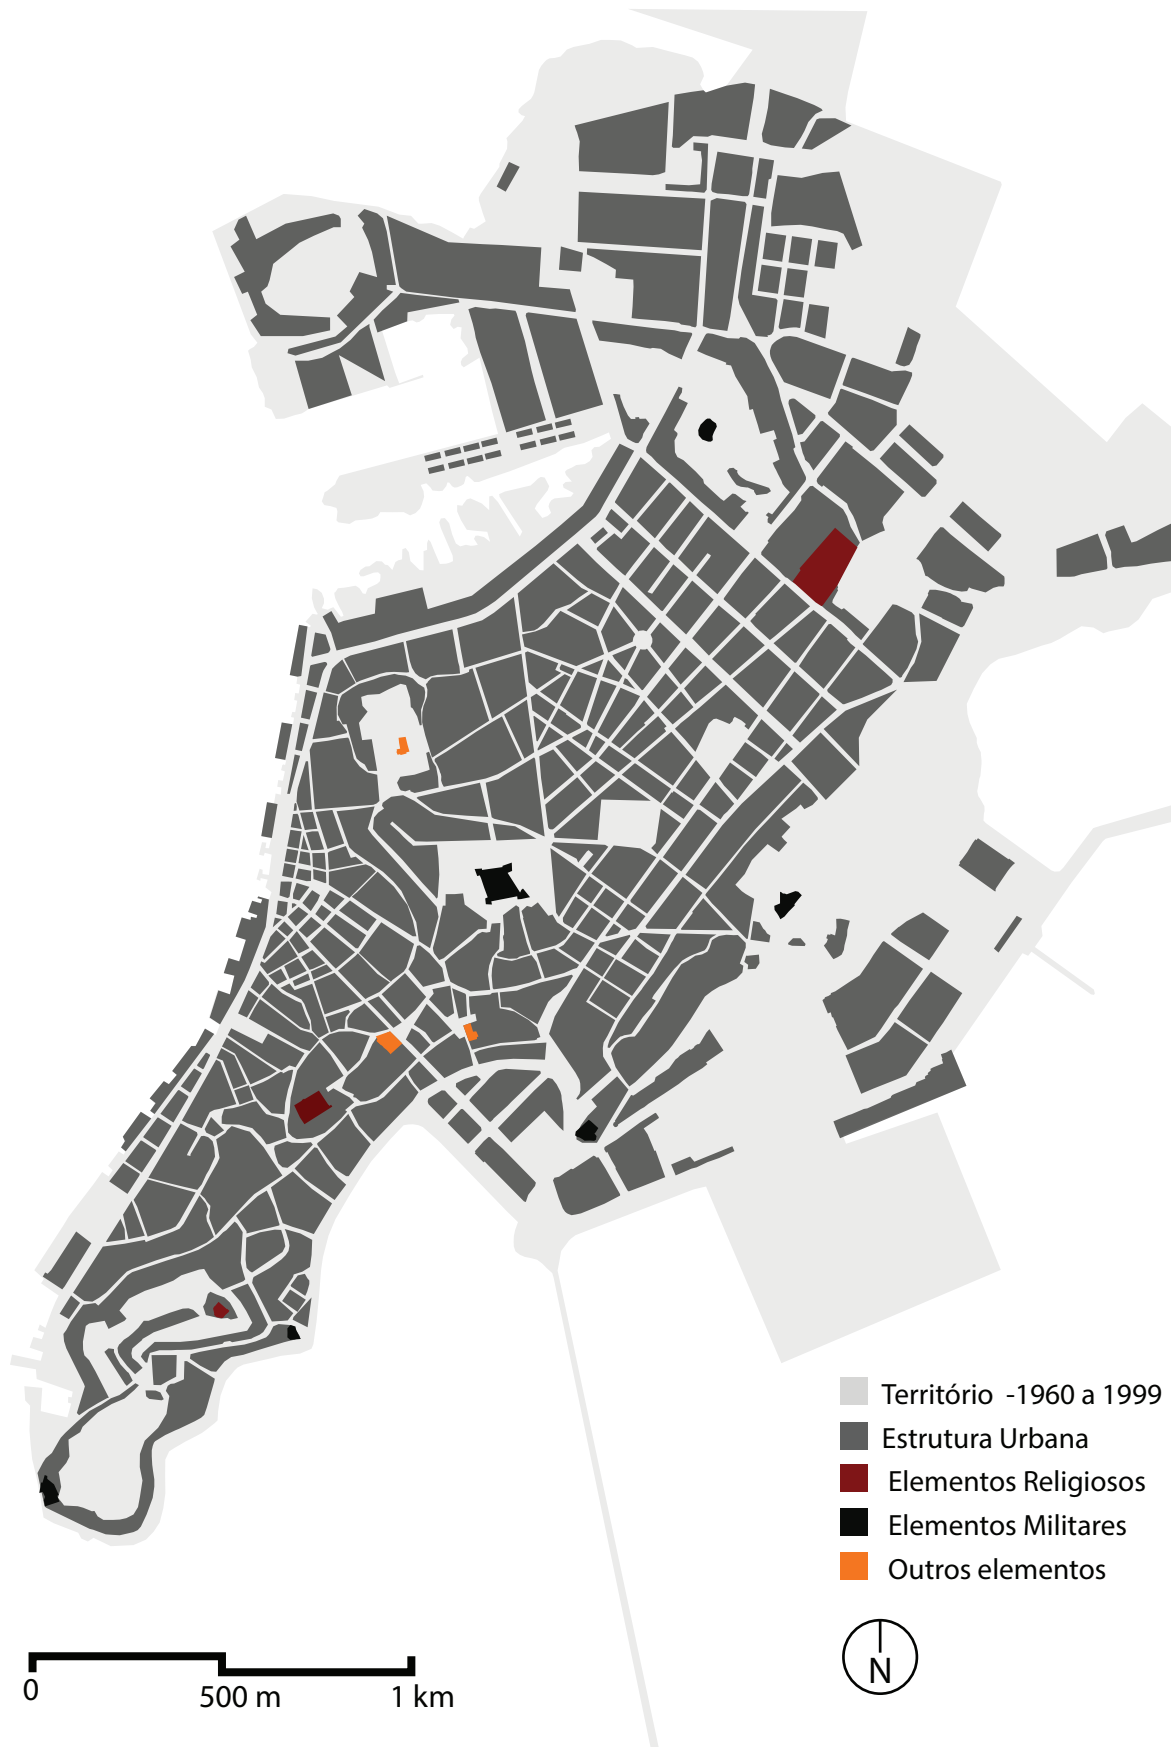 Território -1960 a 1999
Estrutura Urbana
Elementos Religiosos
Elementos Militares
Outros elementos
N
0 500 m 1 km